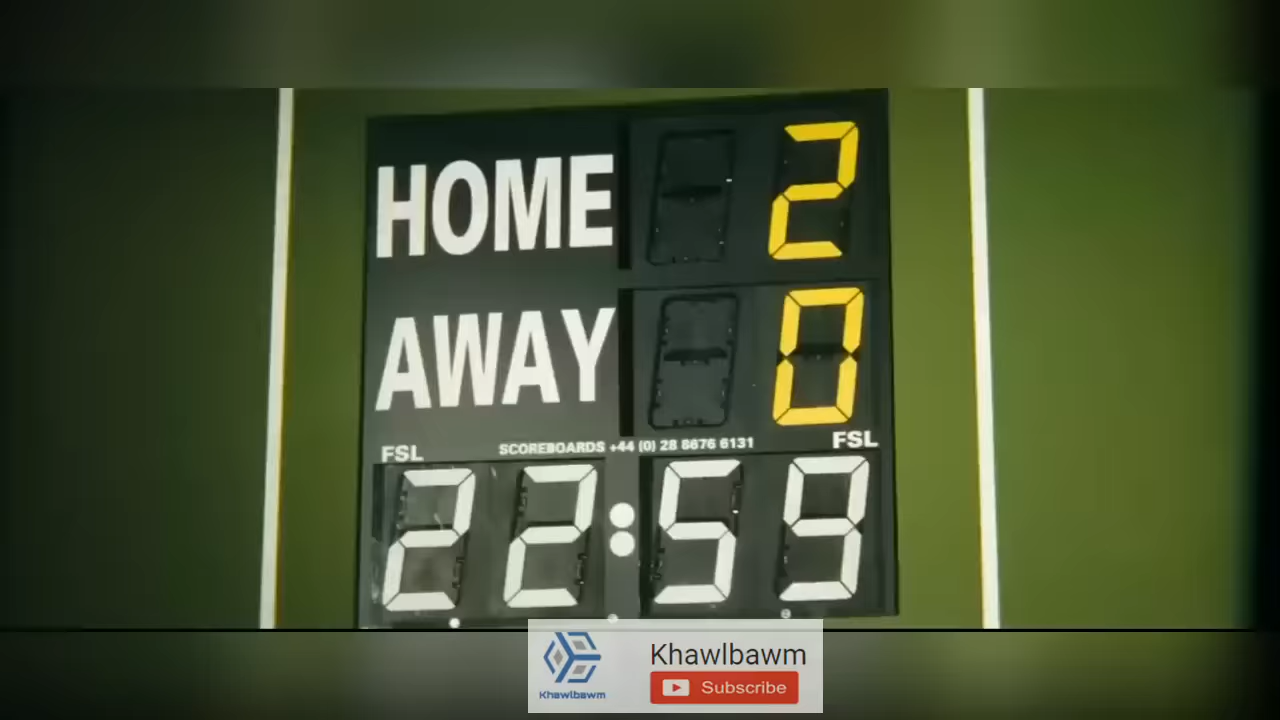 HOME 2
AWAY 0
FSL SCOREBOARDS +44 (0) 28 8676 6131 FSL
22:59
Khawlbawm
Khawlbawm
Subscribe